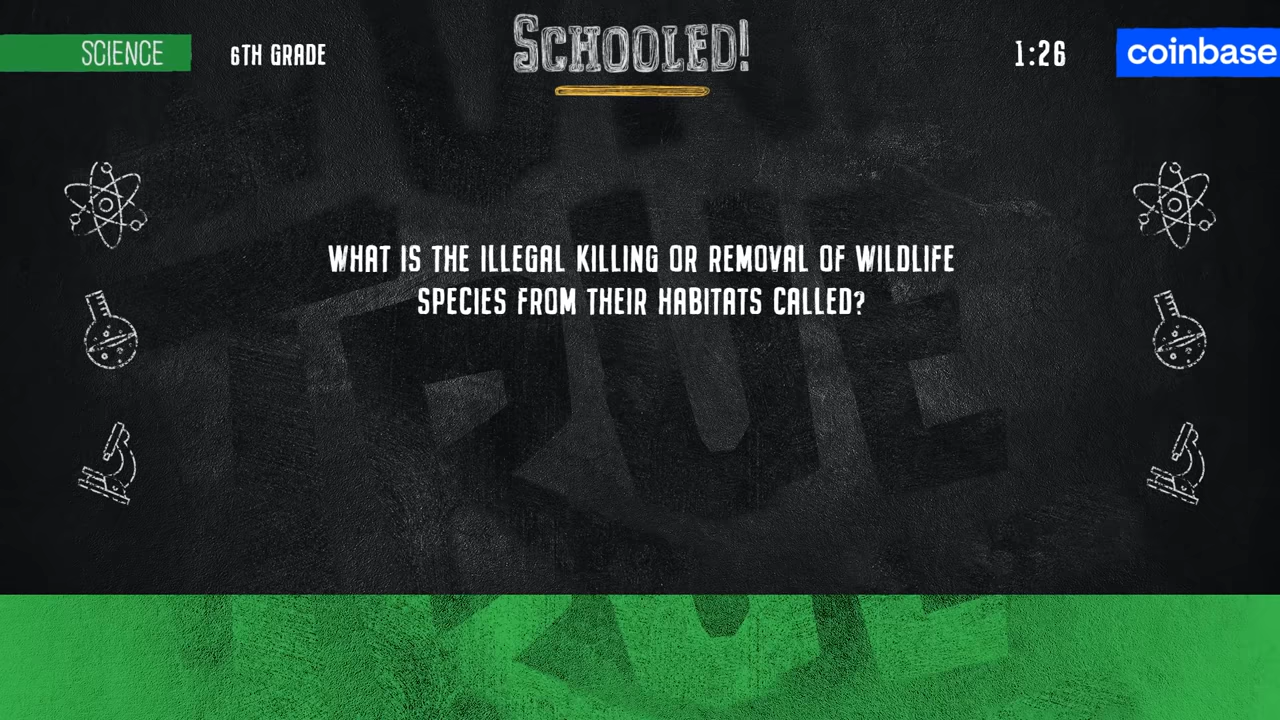 SCIENCE
6TH GRADE
SCHOOLED!
1:26
coinbase
WHAT IS THE ILLEGAL KILLING OR REMOVAL OF WILDLIFE
SPECIES FROM THEIR HABITATS CALLED?
TRUE